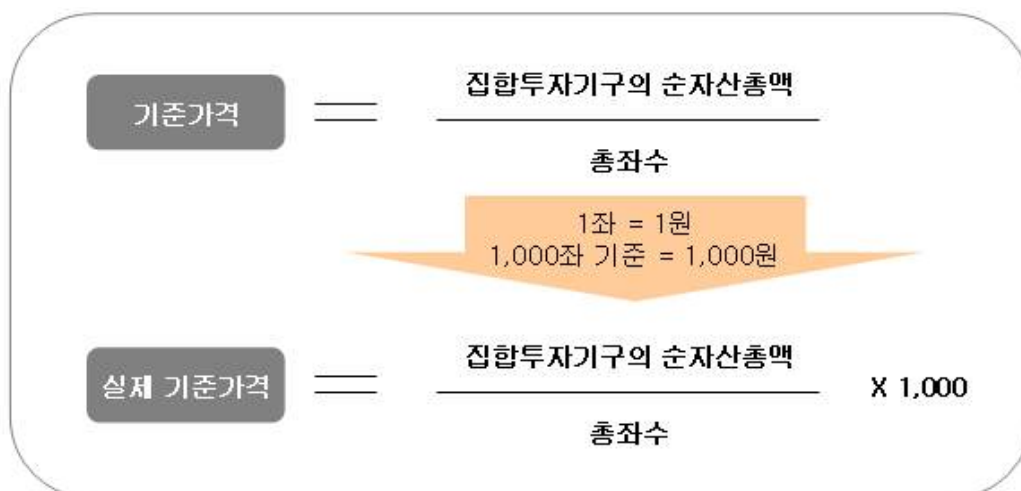 집합투자기구의 순자산총액
기준가격
총좌수
1좌 = 1원
1,000좌 기준 = 1,000원
집합투자기구의 순자산총액
실제 기준가격
X 1,000
총좌수